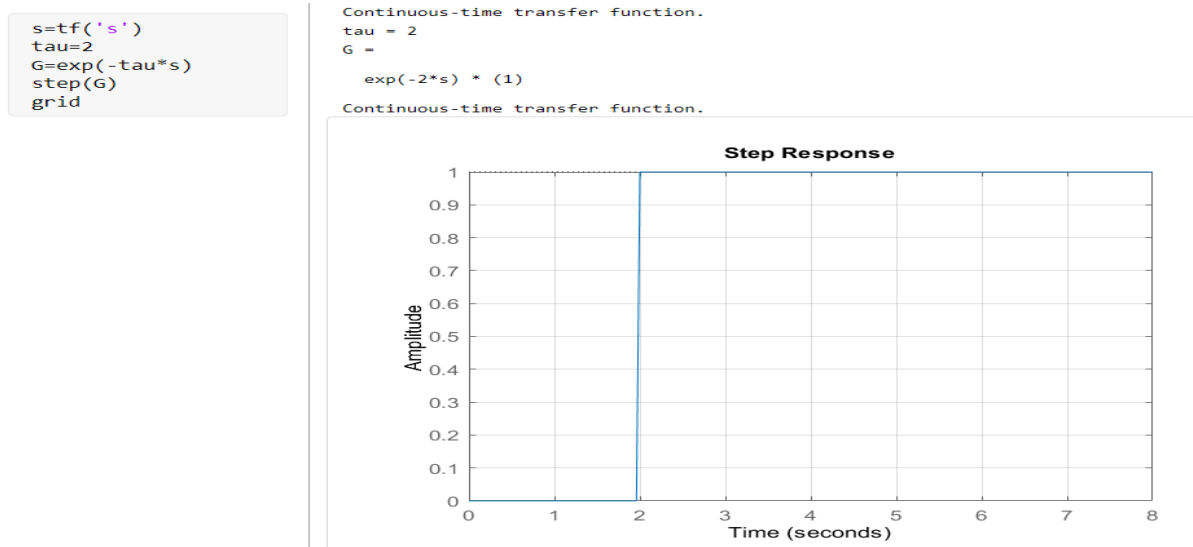 s=tf('s')
tau=2
G=exp(-tau*s)
step(G)
grid
Continuous-time transfer function.
tau = 2
G =
exp(-2*s) * (1)
Continuous-time transfer function.
Step Response
1
0.9
0.8
0.7
0.6
0.5
0.4
0.3
0.2
0.1
0
Amplitude
0 1 2 3 4 5 6 7 8
Time (seconds)